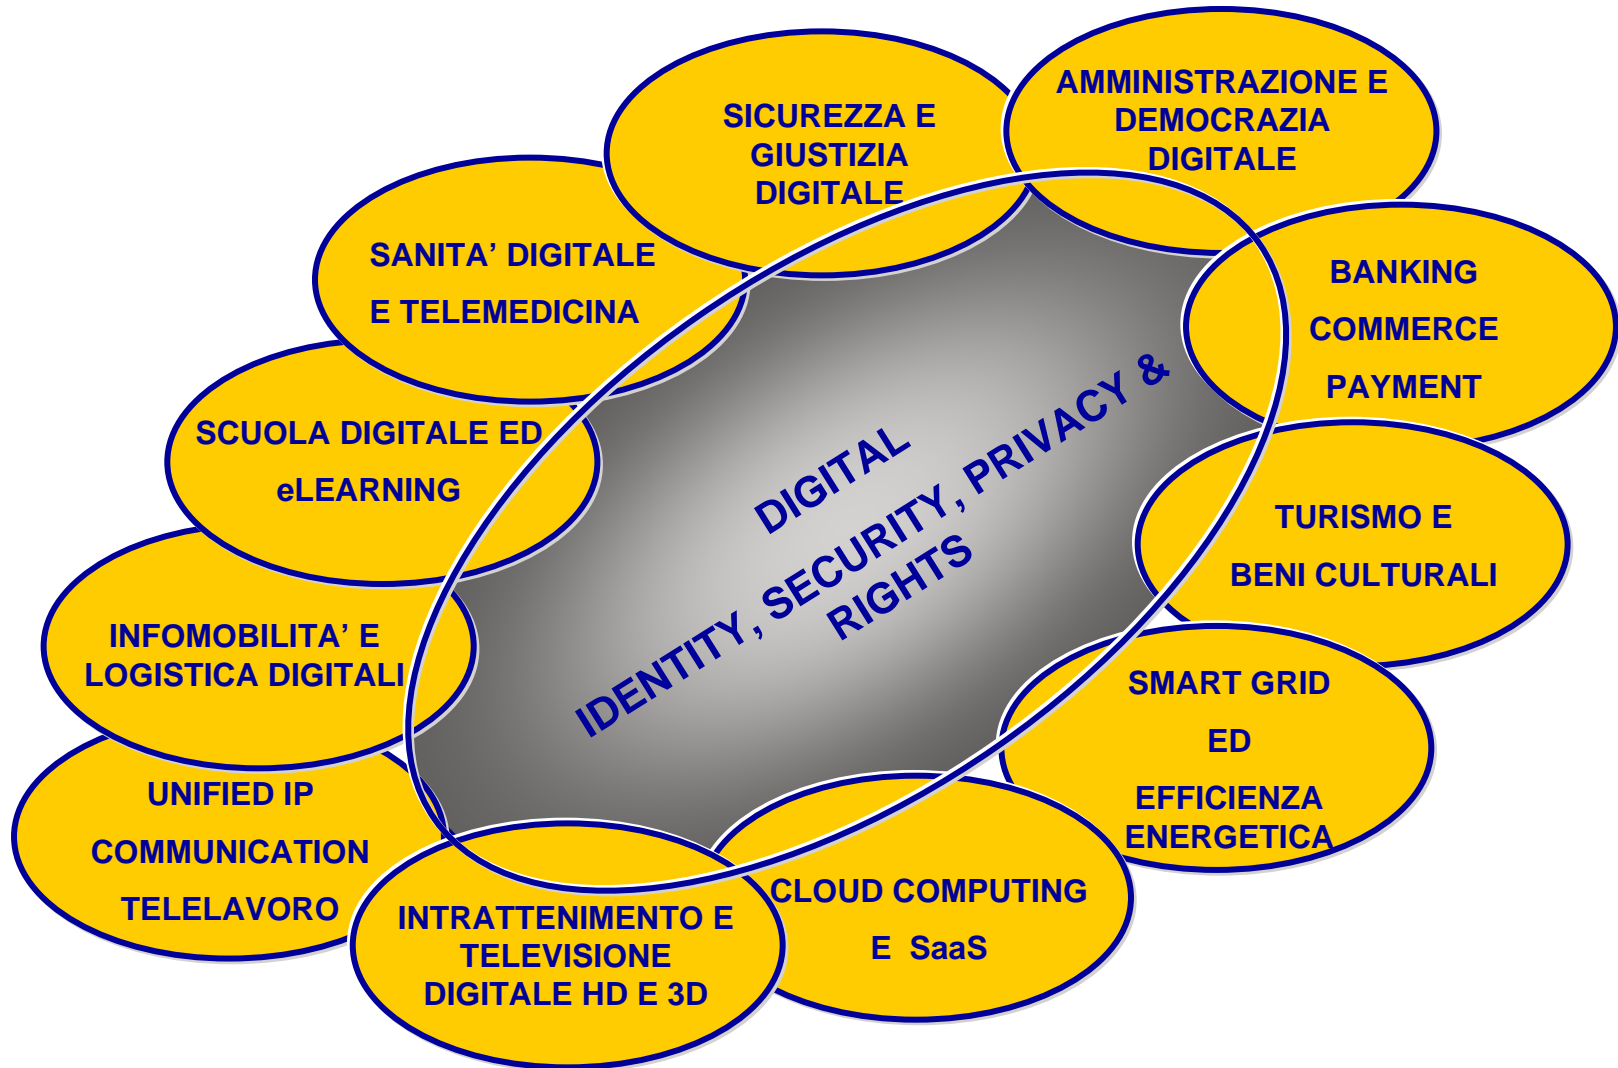 AMMINISTRAZIONE E
DEMOCRAZIA
DIGITALE
SICUREZZA E
GIUSTIZIA
DIGITALE
SANITA’ DIGITALE
E TELEMEDICINA
BANKING
COMMERCE
PAYMENT
SCUOLA DIGITALE ED
eLEARNING
DIGITAL
IDENTITY, SECURITY, PRIVACY &
RIGHTS
TURISMO E
BENI CULTURALI
INFOMOBILITA’ E
LOGISTICA DIGITALI
SMART GRID
ED
EFFICIENZA
ENERGETICA
UNIFIED IP
COMMUNICATION
TELELAVORO
INTRATTENIMENTO E
TELEVISIONE
DIGITALE HD E 3D
CLOUD COMPUTING
E SaaS